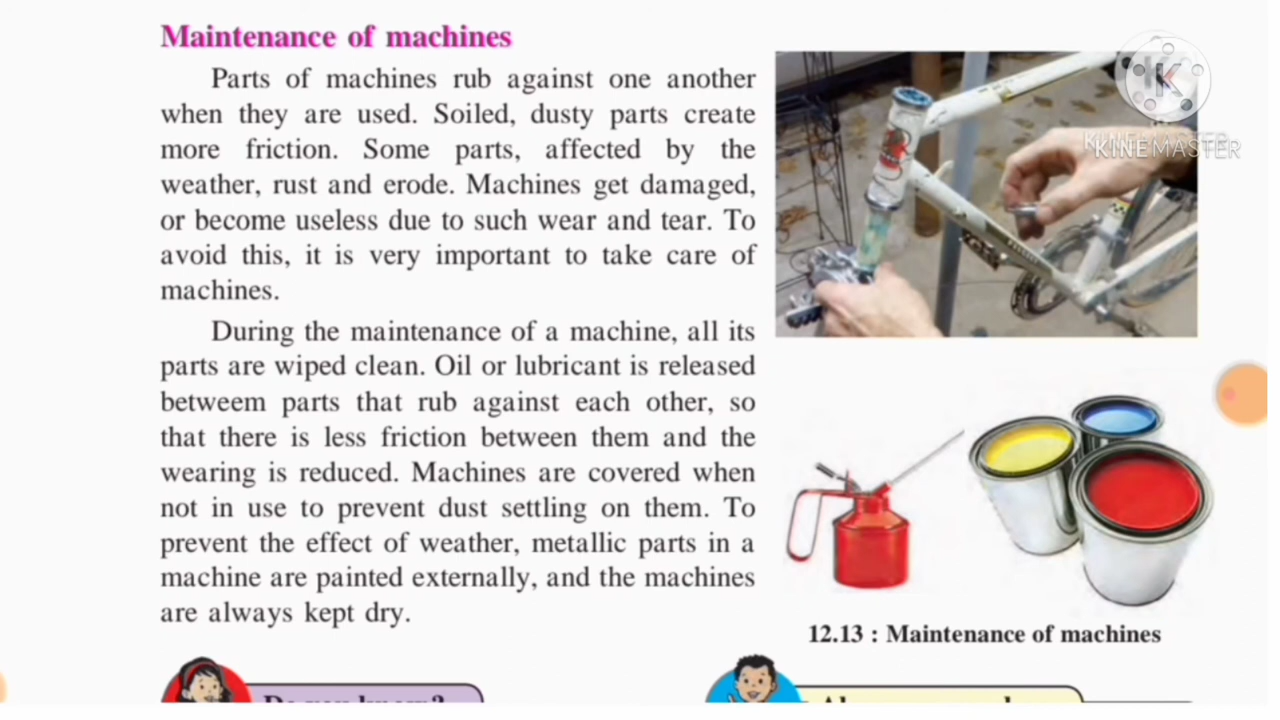 Maintenance of machines
Parts of machines rub against one another
when they are used. Soiled, dusty parts create
more friction. Some parts, affected by the
weather, rust and erode. Machines get damaged,
or become useless due to such wear and tear. To
avoid this, it is very important to take care of
machines.
During the maintenance of a machine, all its
parts are wiped clean. Oil or lubricant is released
betweem parts that rub against each other, so
that there is less friction between them and the
wearing is reduced. Machines are covered when
not in use to prevent dust settling on them. To
prevent the effect of weather, metallic parts in a
machine are painted externally, and the machines
are always kept dry.
K
KINEMASTER
12.13 : Maintenance of machines
Do you know?